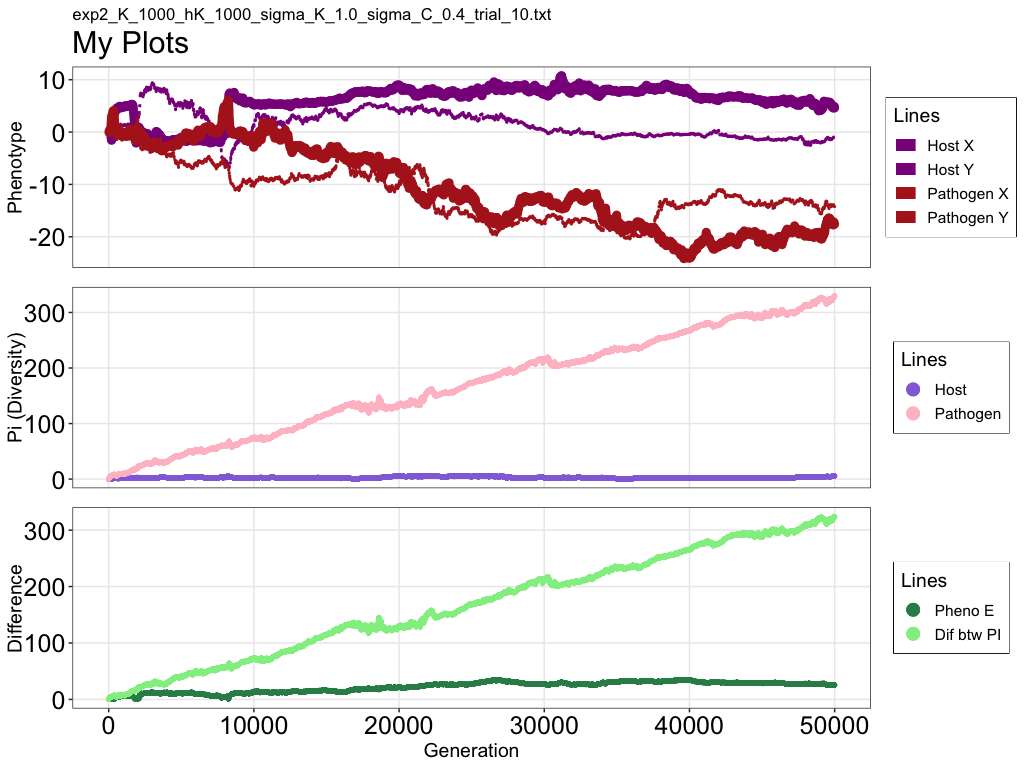 exp2_K_1000_hK_1000_sigma_K_1.0_sigma_C_0.4_trial_10.txt
My Plots
Phenotype
10
0
-10
-20
Lines
Host X
Host Y
Pathogen X
Pathogen Y
Pi (Diversity)
300
200
100
0
Lines
Host
Pathogen
Difference
300
200
100
0
Lines
Pheno E
Dif btw PI
0 10000 20000 30000 40000 50000
Generation